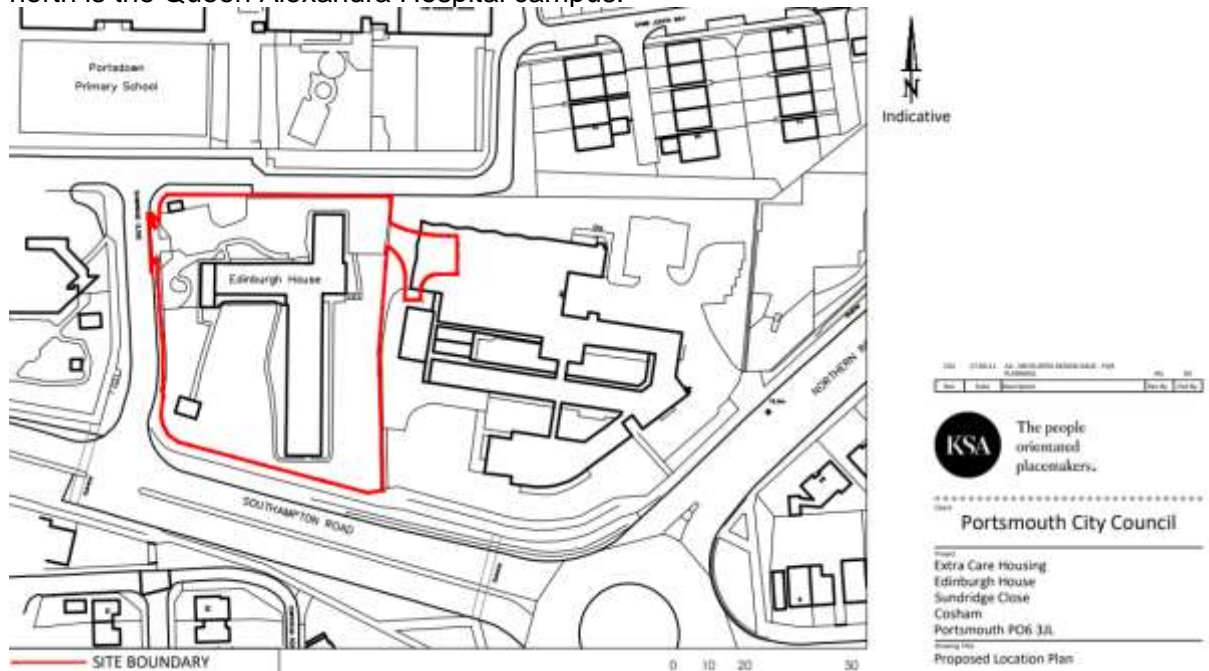 north is the Queen Alexandra Hospital campus.
Portsdown
Primary School
N
Indicative
Edinburgh House
NORTHERN
SOUTHAMPTON ROAD
KSA
The people
orientated
placemakers.
Portsmouth City Council
Project
Extra Care Housing
Edinburgh House
Sundridge Close
Cosham
Portsmouth PO6 3JL
Proposed Location Plan
SITE BOUNDARY
0 10 20 50